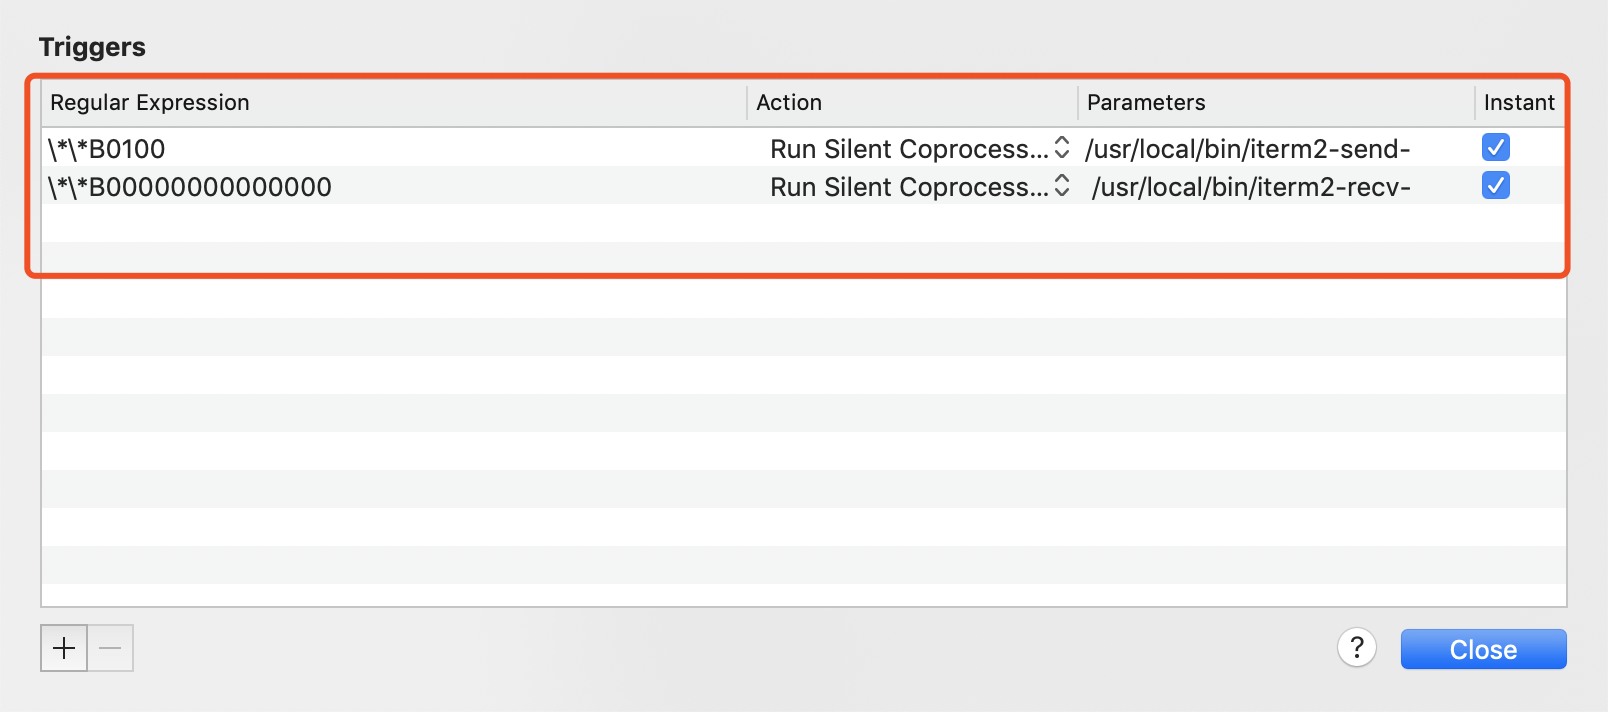 Triggers
Regular Expression Action Parameters Instant
\*\*B0100 Run Silent Coprocess... /usr/local/bin/iterm2-send-
\*\*B00000000000000 Run Silent Coprocess... /usr/local/bin/iterm2-recv-
+ − ? Close